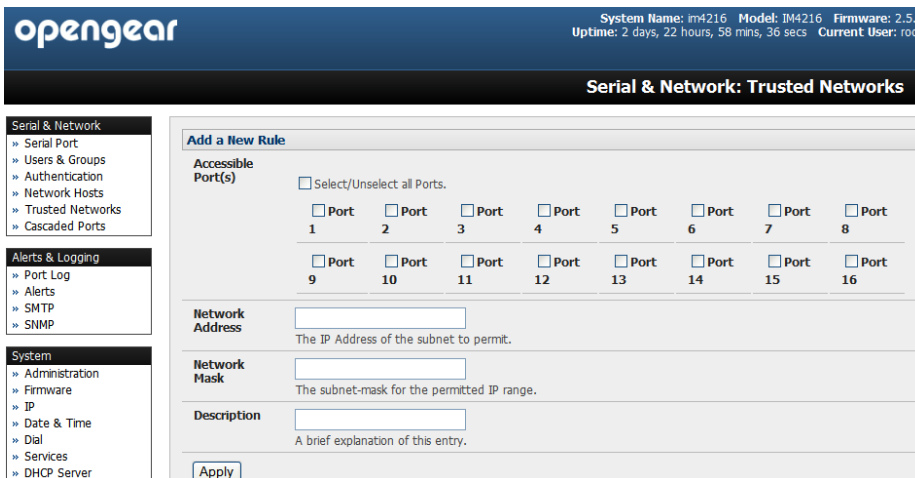 opengear
System Name: im4216 Model: IM4216 Firmware: 2.5.
Uptime: 2 days, 22 hours, 58 mins, 36 secs Current User: roo
Serial & Network: Trusted Networks
Serial & Network
» Serial Port
» Users & Groups
» Authentication
» Network Hosts
» Trusted Networks
» Cascaded Ports
Alerts & Logging
» Port Log
» Alerts
» SMTP
» SNMP
System
» Administration
» Firmware
» IP
» Date & Time
» Dial
» Services
» DHCP Server
Add a New Rule
Accessible
Port(s)
Select/Unselect all Ports.
Port Port Port Port Port Port Port Port
1 2 3 4 5 6 7 8
Port Port Port Port Port Port Port Port
9 10 11 12 13 14 15 16
Network
Address
The IP Address of the subnet to permit.
Network
Mask
The subnet-mask for the permitted IP range.
Description
A brief explanation of this entry.
Apply